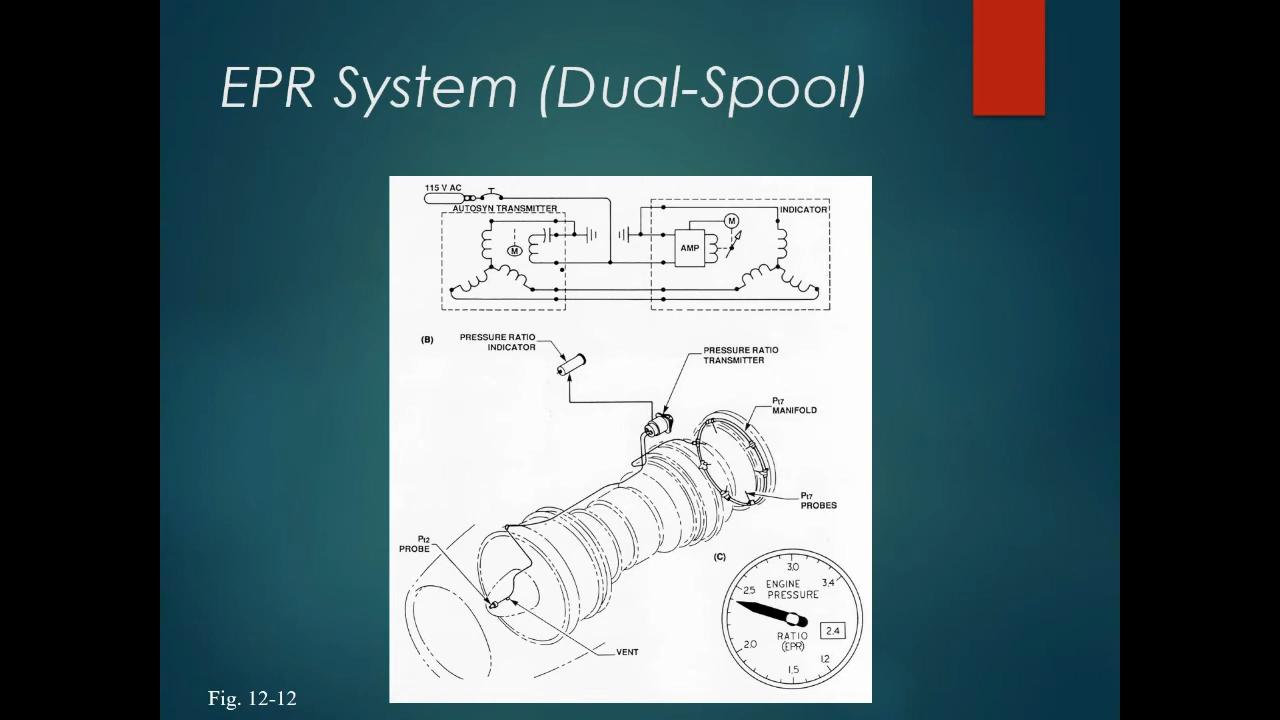 EPR System (Dual-Spool)
115 V AC
AUTOSYN TRANSMITTER
INDICATOR
M
M
AMP
(B)
PRESSURE RATIO
INDICATOR
PRESSURE RATIO
TRANSMITTER
Pt7
MANIFOLD
Pt7
PROBES
Pt2
PROBE
VENT
(C)
3.0
3.4
2.5
ENGINE
PRESSURE
2.4
RATIO
(EPR)
2.0
1.5
1.2
Fig. 12-12